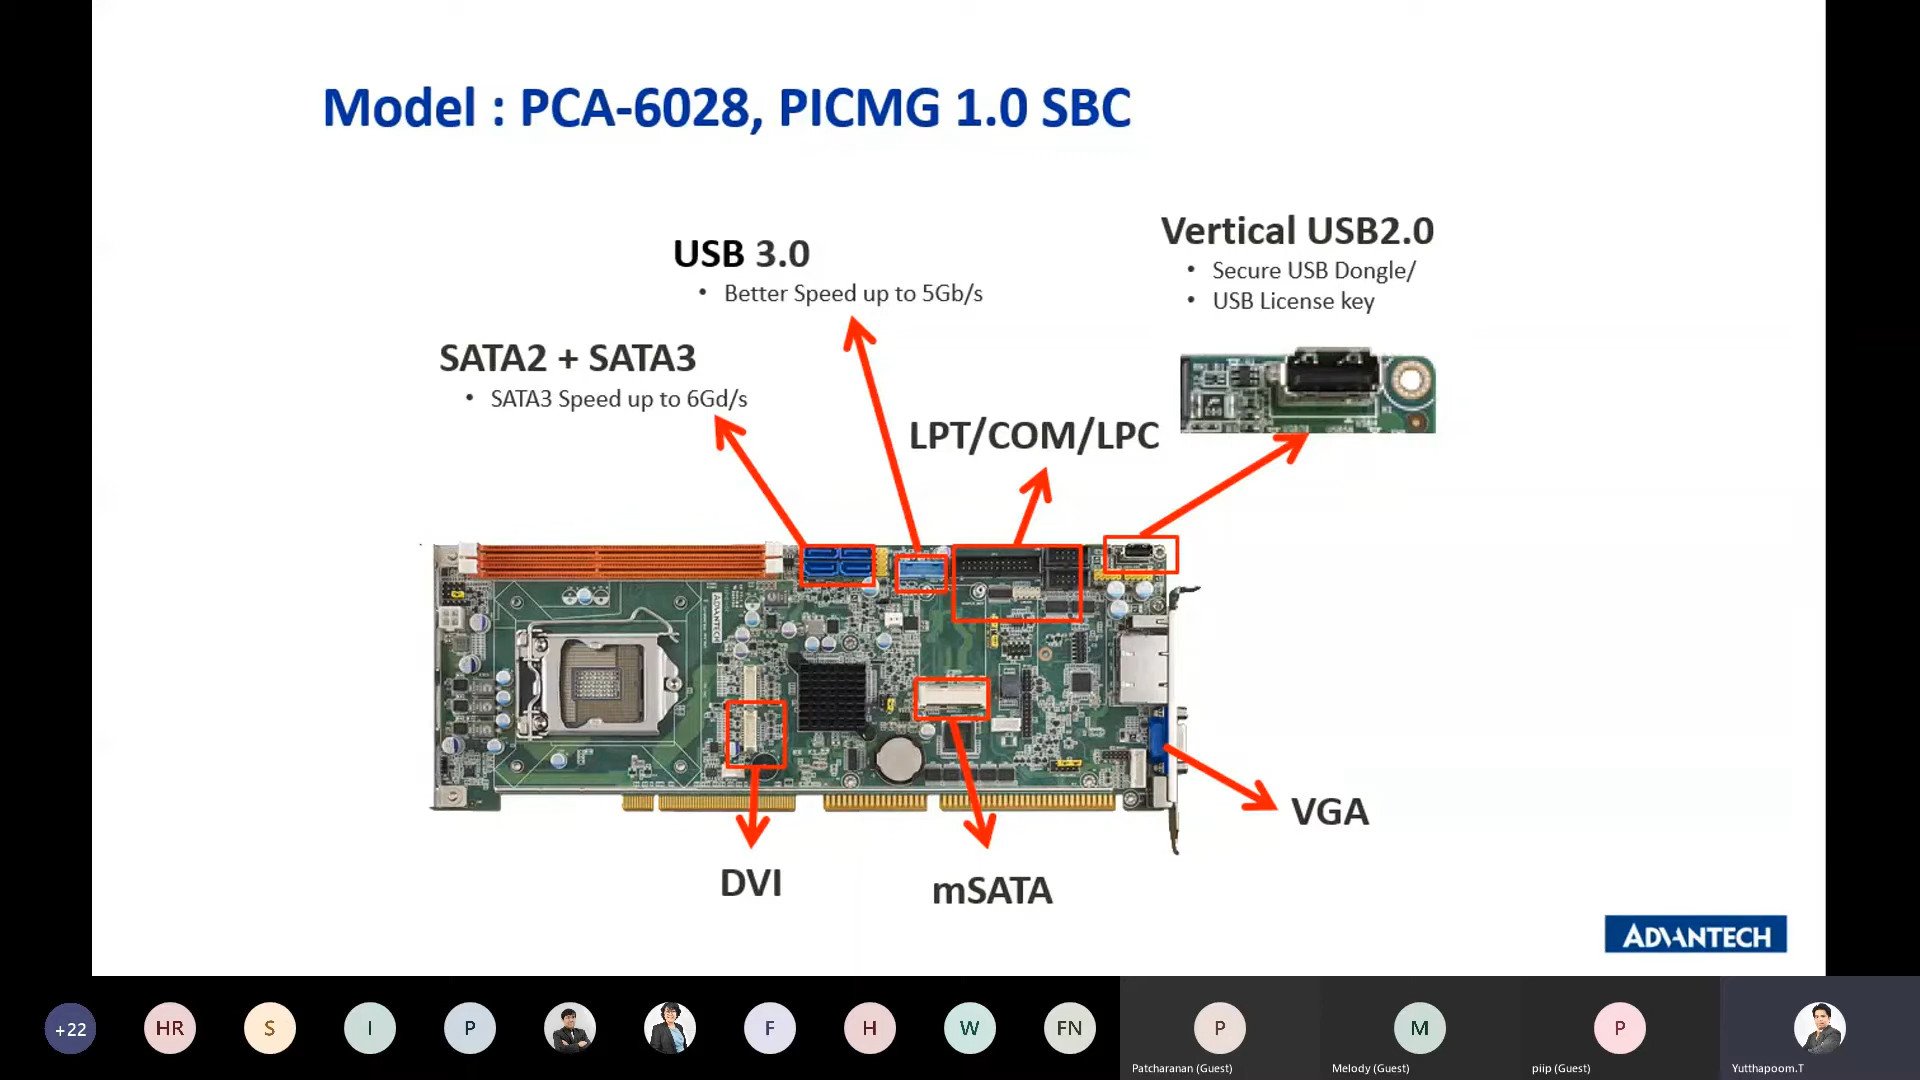 Model : PCA-6028, PICMG 1.0 SBC
Vertical USB2.0
• Secure USB Dongle/
• USB License key
USB 3.0
• Better Speed up to 5Gb/s
SATA2 + SATA3
• SATA3 Speed up to 6Gd/s
LPT/COM/LPC
ADVANTECH
VGA
DVI
mSATA
ADVANTECH
+22
HR
S
I
P
F
H
W
FN
P
M
P
Patcharanan (Guest)
Melody (Guest)
piip (Guest)
Yutthapoom.T